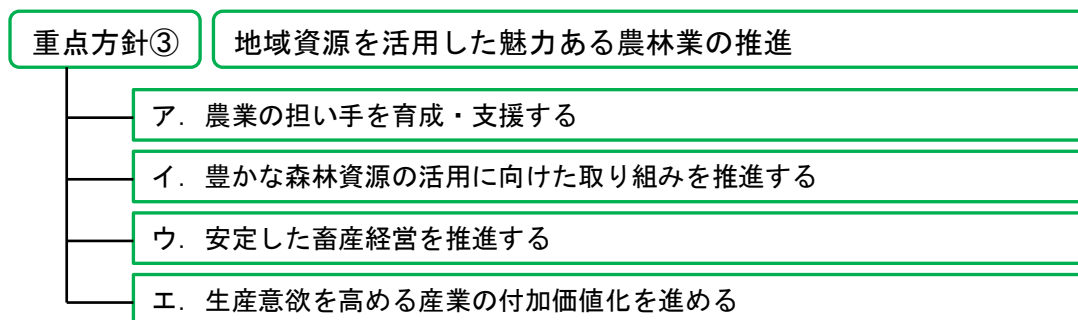 重点方針③
地域資源を活用した魅力ある農林業の推進
ア．農業の担い手を育成・支援する
イ．豊かな森林資源の活用に向けた取り組みを推進する
ウ．安定した畜産経営を推進する
エ．生産意欲を高める産業の付加価値化を進める